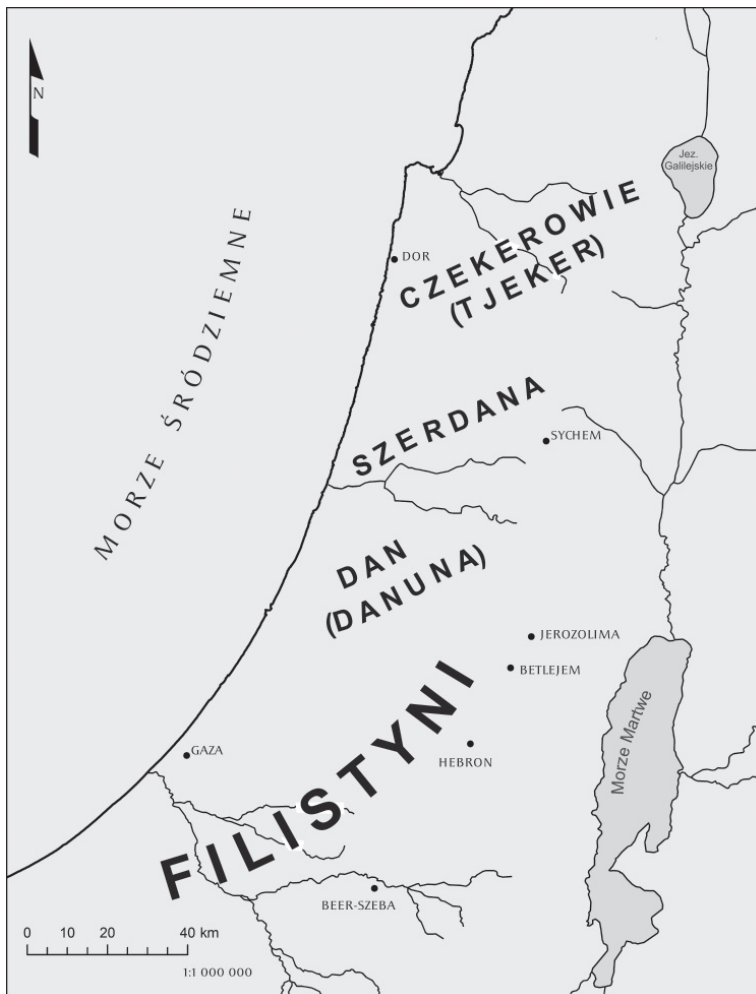 N
Jez.
Galilejskie
CZEKEROWIE
(TJEKER)
DOR
MORZE ŚRÓDZIEMNE
SZERDANA
SYCHEM
DAN
(DANUNA)
JEROZOLIMA
BETLEJEM
FILISTYNI
Morze Martwe
GAZA
HEBRON
BEER-SZEBA
0 10 20 40 km
1:1 000 000